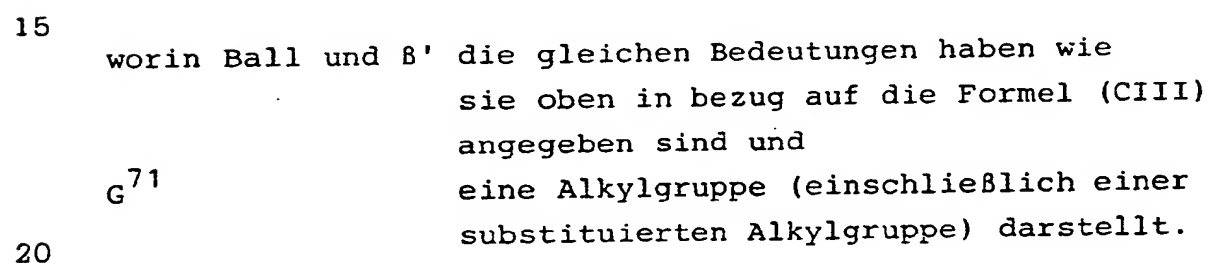 15
worin Ball und ß' die gleichen Bedeutungen haben wie
sie oben in bezug auf die Formel (CIII)
angegeben sind und
G⁷¹ eine Alkylgruppe (einschließlich einer
substituierten Alkylgruppe) darstellt.
20